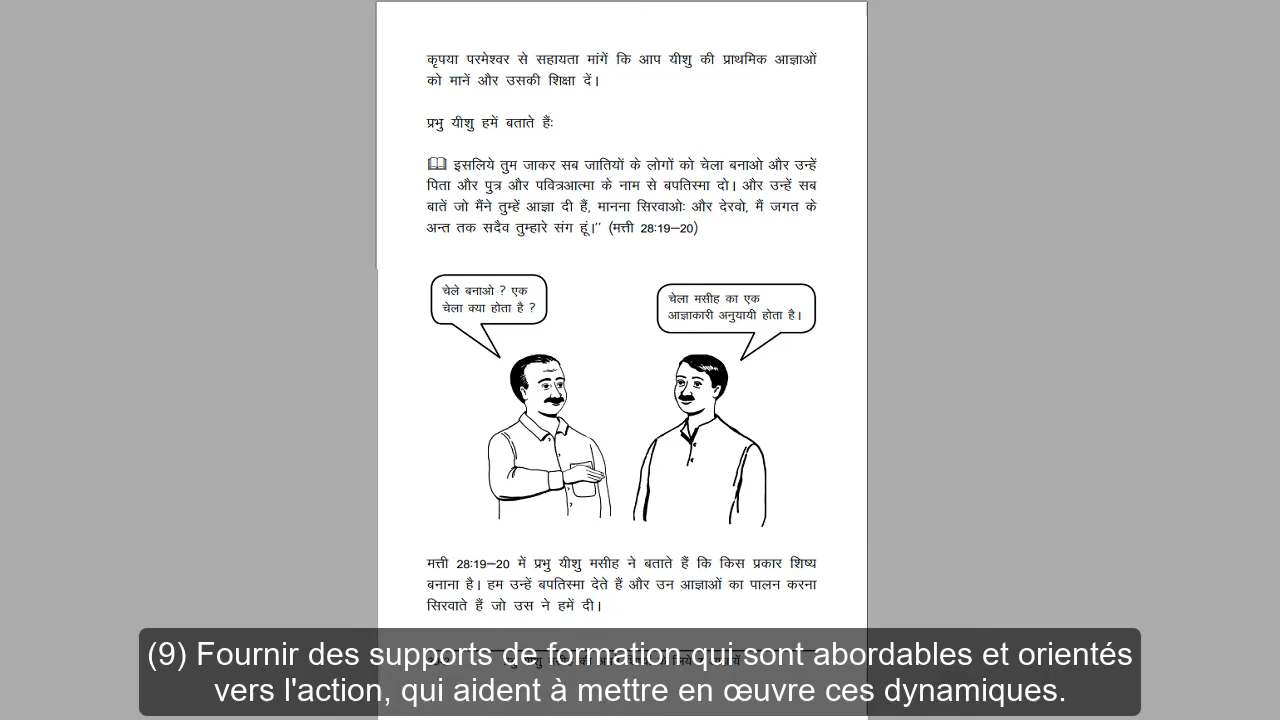 कृपया परमेश्वर से सहायता मांगें कि आप यीशु की प्राथमिक आज्ञाओं
को मानें और उसकी शिक्षा दें।
प्रभु यीशु हमें बताते हैंः
इसलिये तुम जाकर सब जातियों के लोगों को चेला बनाओ और उन्हें
पिता और पुत्र और पवित्रआत्मा के नाम से बपतिस्मा दो। और उन्हें सब
बातें जो मैंने तुम्हें आज्ञा दी हैं, मानना सिरवाओः और देरवो, मैं जगत के
अन्त तक सदैव तुम्हारे संग हूं।” (मत्ती 28:19–20)
चेले बनाओ ? एक
चेला क्या होता है ?
चेला मसीह का एक
आज्ञाकारी अनुयायी होता है।
मत्ती 28:19–20 में प्रभु यीशु मसीह ने बताते हैं कि किस प्रकार शिष्य
बनाना है। हम उन्हें बपतिस्मा देते हैं और उन आज्ञाओं का पालन करना
सिरवाते हैं जो उस ने हमें दी।
(9) Fournir des supports de formation qui sont abordables et orientés
vers l'action, qui aident à mettre en œuvre ces dynamiques.